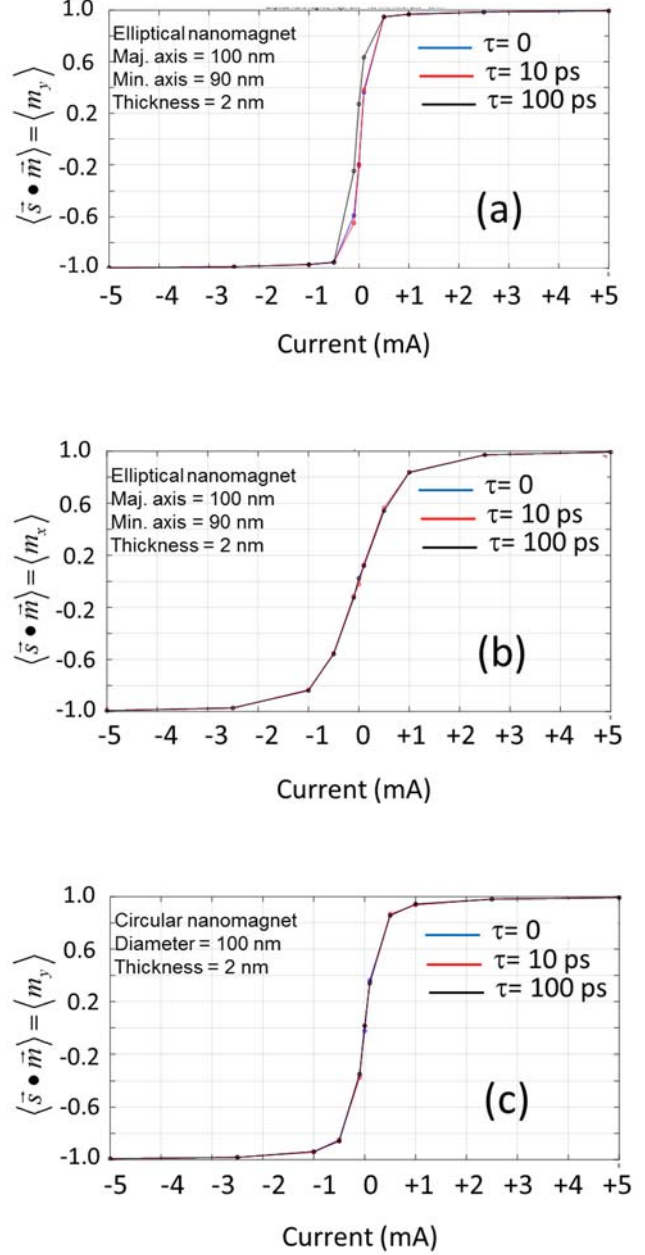 1.0
0.6
0.2
-0.2
-0.6
-1.0
⟨s⃗ • m⃗⟩ = ⟨m_y⟩
Elliptic nanomagnet
Maj. axis = 100 nm
Min. axis = 90 nm
Thickness = 2 nm
τ= 0
τ= 10 ps
τ= 100 ps
(a)
-5 -4 -3 -2 -1 0 +1 +2 +3 +4 +5
Current (mA)
1.0
0.6
0.2
-0.2
-0.6
-1.0
⟨s⃗ • m⃗⟩ = ⟨m_x⟩
Elliptical nanomagnet
Maj. axis = 100 nm
Min. axis = 90 nm
Thickness = 2 nm
τ= 0
τ= 10 ps
τ= 100 ps
(b)
-5 -4 -3 -2 -1 0 +1 +2 +3 +4 +5
Current (mA)
1.0
0.6
0.2
-0.2
-0.6
-1.0
⟨s⃗ • m⃗⟩ = ⟨m_y⟩
Circular nanomagnet
Diameter = 100 nm
Thickness = 2 nm
τ= 0
τ= 10 ps
τ= 100 ps
(c)
-5 -4 -3 -2 -1 0 +1 +2 +3 +4 +5
Current (mA)